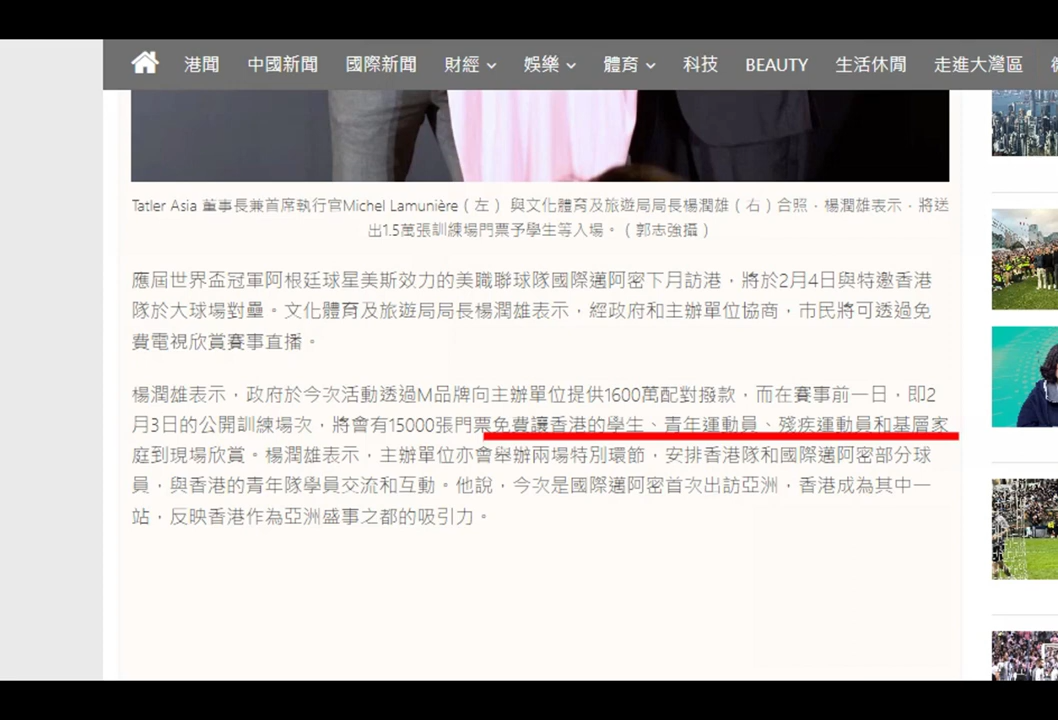 港聞 中國新聞 國際新聞 財經 娛樂 體育 科技 BEAUTY 生活休閒 走進大灣區
Tatler Asia 董事長兼首席執行官Michel Lamunière（左） 與文化體育及旅遊局局長楊潤雄（右）合照，楊潤雄表示，將送
出1.5萬張訓練場門票予學生等入場。（郭志強攝）
應屆世界盃冠軍阿根廷球星美斯效力的美職聯球隊國際邁阿密下月訪港，將於2月4日與特邀香港
隊於大球場對壘。文化體育及旅遊局局長楊潤雄表示，經政府和主辦單位協商，市民將可透過免
費電視欣賞賽事直播。
楊潤雄表示，政府於今次活動透過M品牌向主辦單位提供1600萬配對撥款，而在賽事前一日，即2
月3日的公開訓練場次，將會有15000張門票免費讓香港的學生、青年運動員、殘疾運動員和基層家
庭到現場欣賞。楊潤雄表示，主辦單位亦會舉辦兩場特別環節，安排香港隊和國際邁阿密部分球
員，與香港的青年隊學員交流和互動。他說，今次是國際邁阿密首次出訪亞洲，香港成為其中一
站，反映香港作為亞洲盛事之都的吸引力。